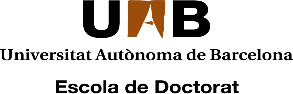 UAB
Universitat Autònoma de Barcelona
Escola de Doctorat